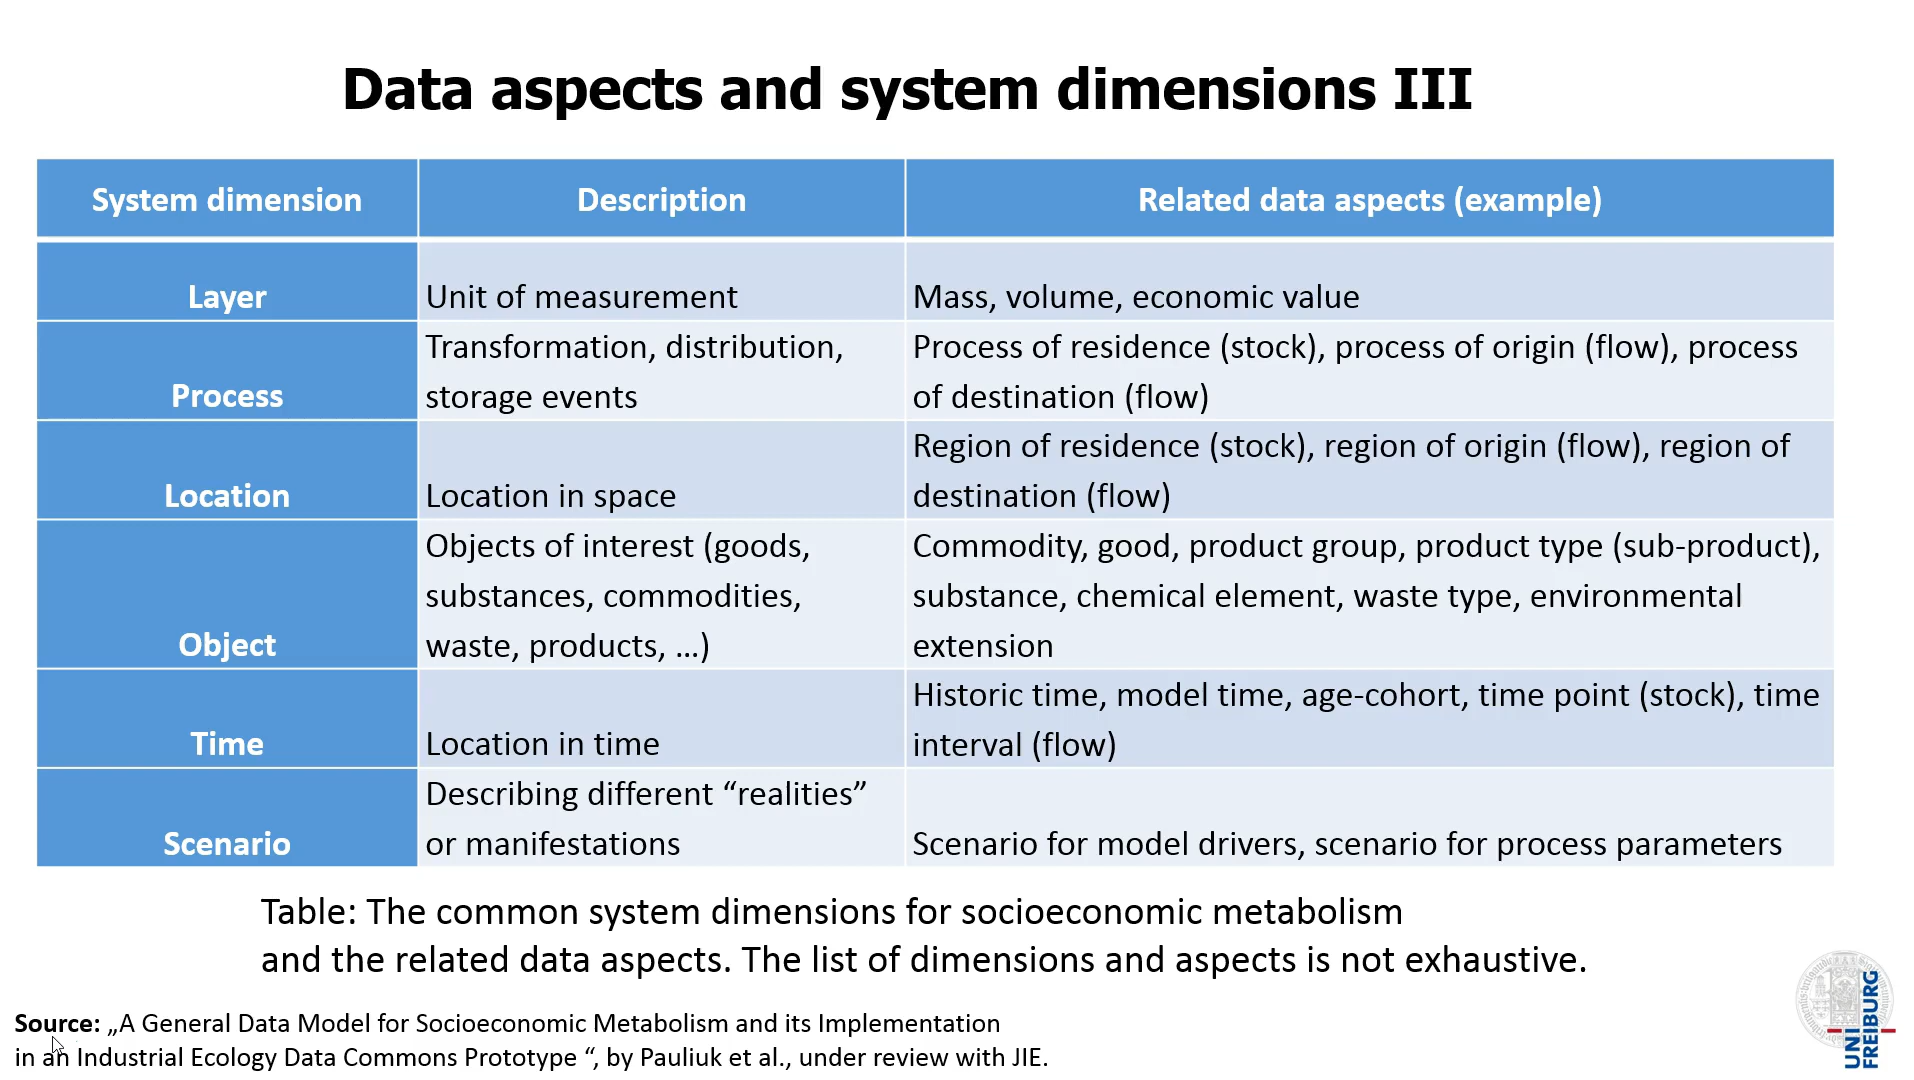 Data aspects and system dimensions III
System dimension
Description
Related data aspects (example)
Layer
Unit of measurement
Mass, volume, economic value
Process
Transformation, distribution,
storage events
Process of residence (stock), process of origin (flow), process
of destination (flow)
Location
Location in space
Region of residence (stock), region of origin (flow), region of
destination (flow)
Object
Objects of interest (goods,
substances, commodities,
waste, products, …)
Commodity, good, product group, product type (sub-product),
substance, chemical element, waste type, environmental
extension
Time
Location in time
Historic time, model time, age-cohort, time point (stock), time
interval (flow)
Scenario
Describing different “realities”
or manifestations
Scenario for model drivers, scenario for process parameters
Table: The common system dimensions for socioeconomic metabolism
and the related data aspects. The list of dimensions and aspects is not exhaustive.
Source: „A General Data Model for Socioeconomic Metabolism and its Implementation
in an Industrial Ecology Data Commons Prototype “, by Pauliuk et al., under review with JIE.
UNI
FREIBURG